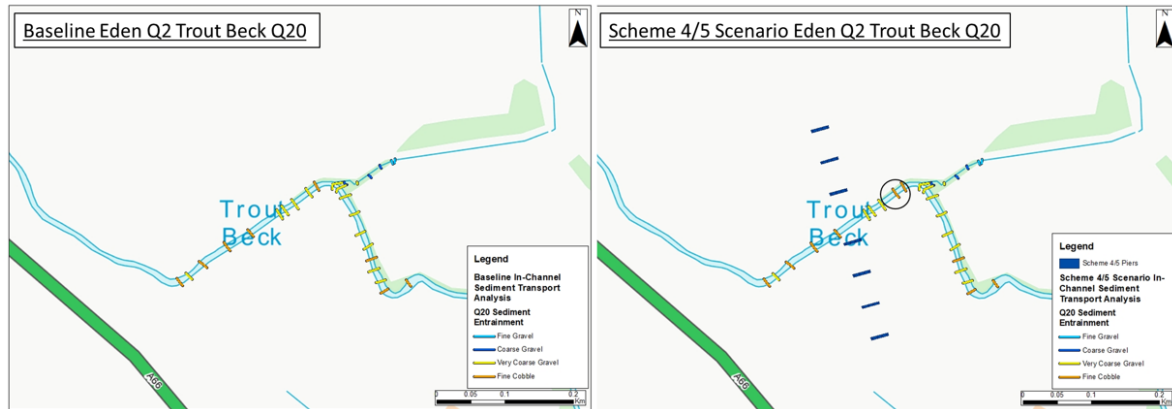 Baseline Eden Q2 Trout Beck Q20
N
Trout
Beck
A66
Legend
Baseline In-Channel
Sediment Transport
Analysis
Q20 Sediment
Entrainment
Fine Gravel
Coarse Gravel
Very Coarse Gravel
Fine Cobble
0 0.05 0.1 0.2
Km
Scheme 4/5 Scenario Eden Q2 Trout Beck Q20
N
Trout
Beck
A66
Legend
Scheme 4/5 Piers
Scheme 4/5 Scenario In-
Channel Sediment
Transport Analysis
Q20 Sediment
Entrainment
Fine Gravel
Coarse Gravel
Very Coarse Gravel
Fine Cobble
0 0.05 0.1 0.2
Km